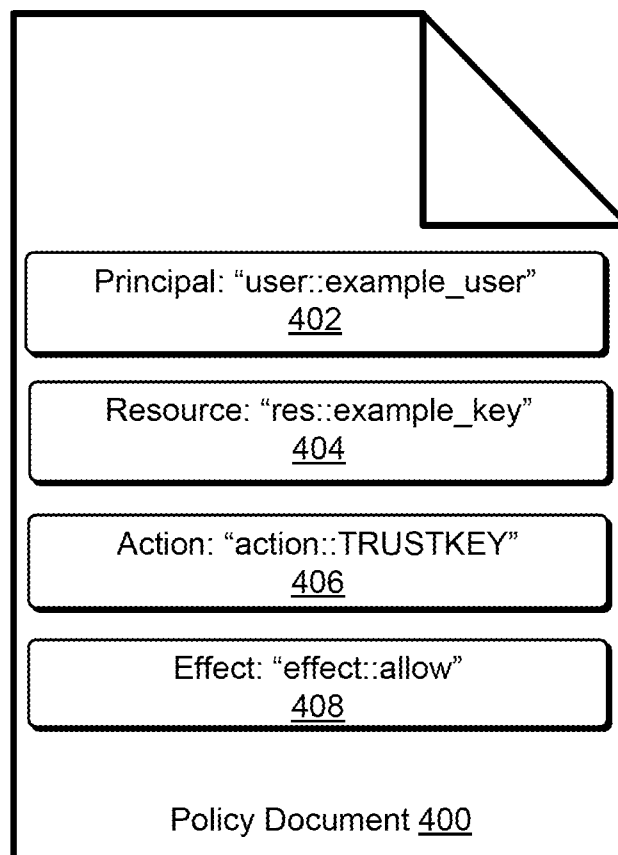 Principal: “user::example_user”
402
Resource: “res::example_key”
404
Action: “action::TRUSTKEY”
406
Effect: “effect::allow”
408
Policy Document 400